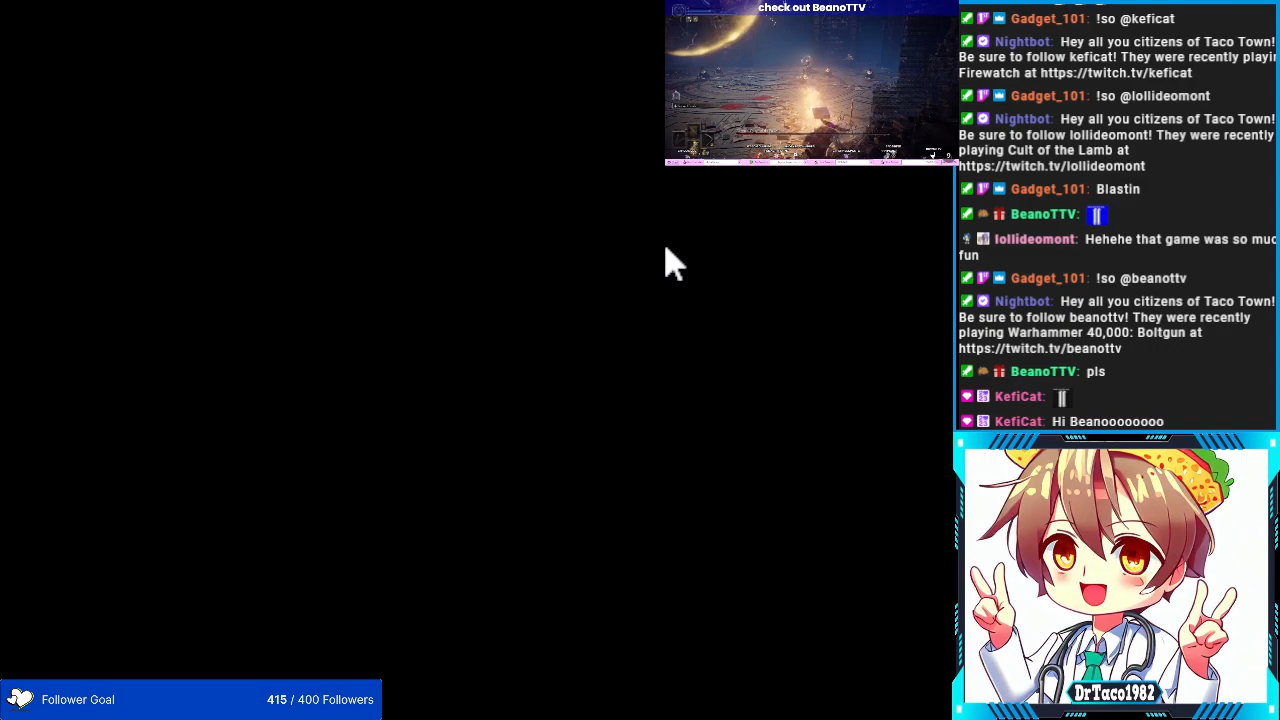 check out BeanoTTV
Gadget_101: !so @keficat
Nightbot: Hey all you citizens of Taco Town!
Be sure to follow keficat! They were recently playin
Firewatch at https://twitch.tv/keficat
Gadget_101: !so @lollideomont
Nightbot: Hey all you citizens of Taco Town!
Be sure to follow lollideomont! They were recently
playing Cult of the Lamb at
https://twitch.tv/lollideomont
Gadget_101: Blastin
BeanoTTV:
lollideomont: Hehehe that game was so muc
fun
Gadget_101: !so @beanottv
Nightbot: Hey all you citizens of Taco Town!
Be sure to follow beanottv! They were recently
playing Warhammer 40,000: Boltgun at
https://twitch.tv/beanottv
BeanoTTV: pls
KefiCat:
KefiCat: Hi Beanoooooooo
DrTaco1982
Follower Goal 415 / 400 Followers